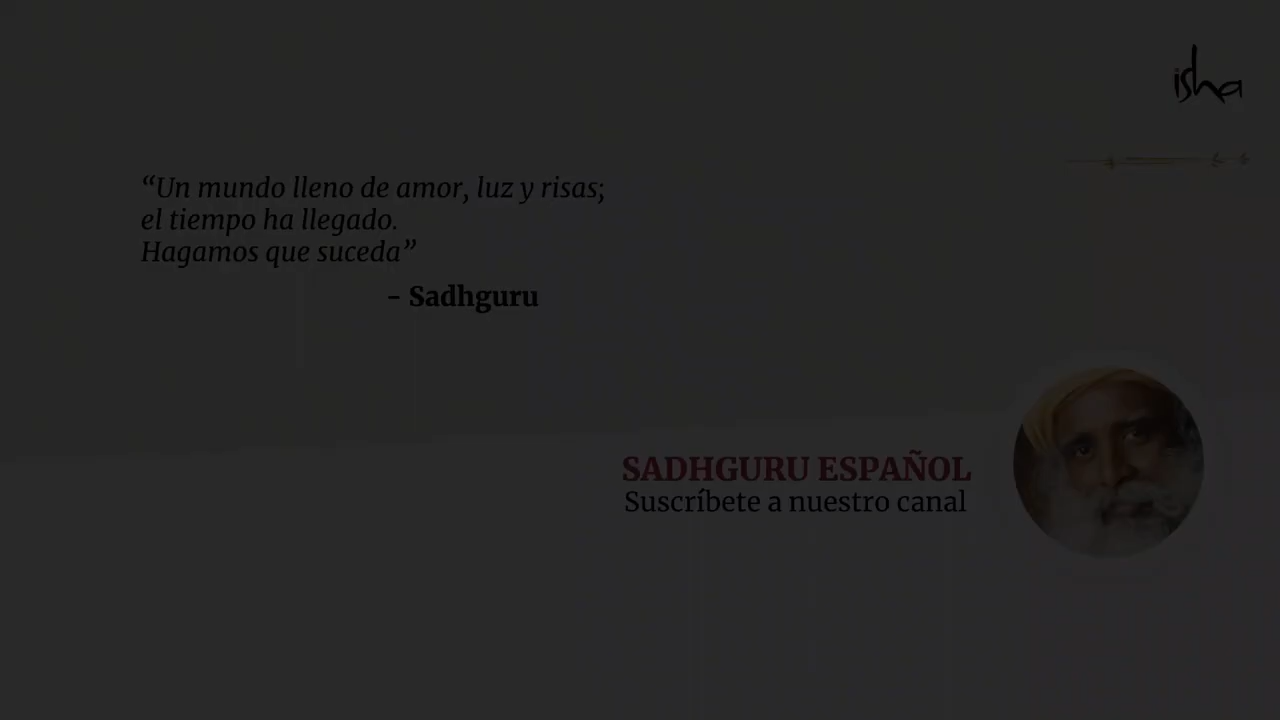 isha
“Un mundo lleno de amor, luz y risas;
el tiempo ha llegado.
Hagamos que suceda”
- Sadhguru
SADHGURU ESPAÑOL
Suscríbete a nuestro canal